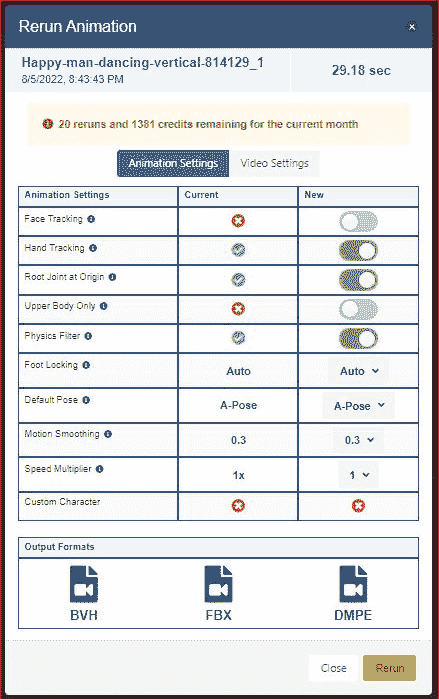 Rerun Animation
Happy-man-dancing-vertical-814129_1
8/5/2022, 8:43:43 PM
29.18 sec
20 reruns and 1381 credits remaining for the current month
Animation Settings Video Settings
Animation Settings Current New
Face Tracking
Hand Tracking
Root Joint at Origin
Upper Body Only
Physics Filter
Foot Locking Auto Auto
Default Pose A-Pose A-Pose
Motion Smoothing 0.3 0.3
Speed Multiplier 1x 1
Custom Character
Output Formats
BVH FBX DMPE
Close Rerun